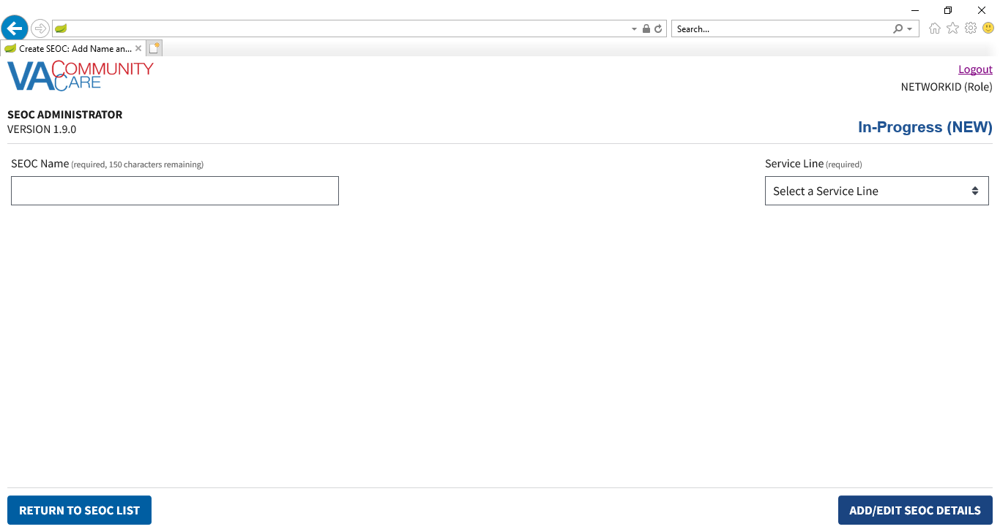 Search...
Create SEOC: Add Name an...
VA COMMUNITY CARE
Logout
NETWORKID (Role)
SEOC ADMINISTRATOR
VERSION 1.9.0
In-Progress (NEW)
SEOC Name (required, 150 characters remaining)
Service Line (required)
Select a Service Line
RETURN TO SEOC LIST
ADD/EDIT SEOC DETAILS